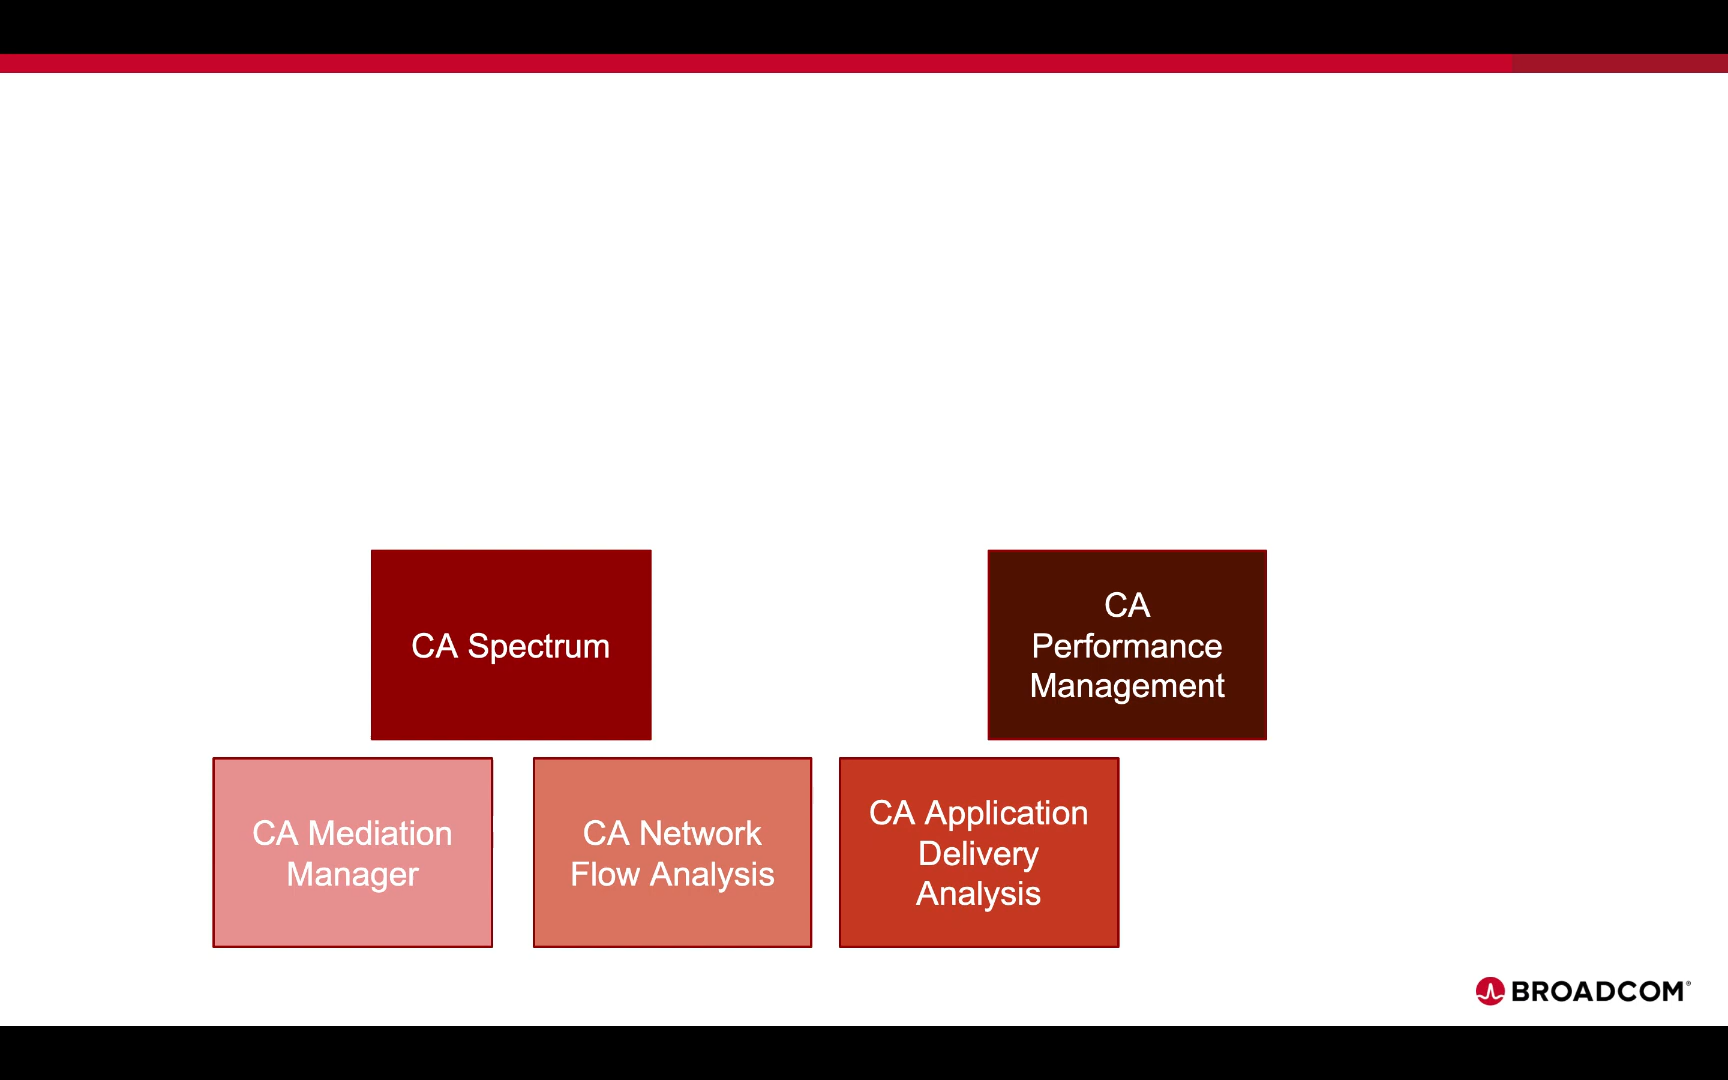 CA Spectrum
CA
Performance
Management
CA Mediation
Manager
CA Network
Flow Analysis
CA Application
Delivery
Analysis
BROADCOM®